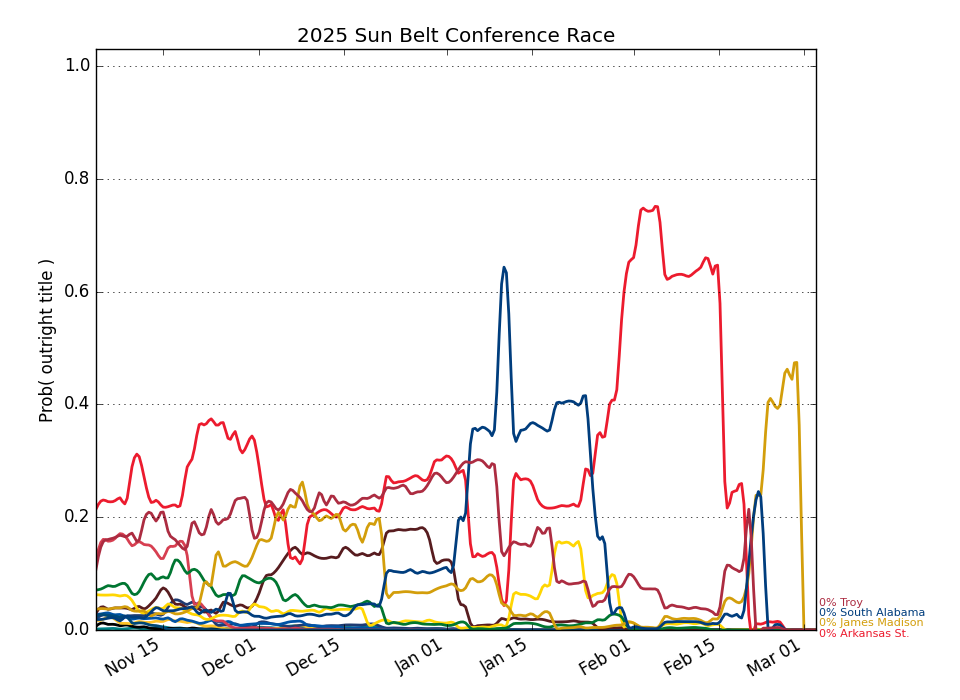 2025 Sun Belt Conference Race
Prob( outright title )
1.0
0.8
0.6
0.4
0.2
0.0
Nov 15
Dec 01
Dec 15
Jan 01
Jan 15
Feb 01
Feb 15
Mar 01
0% Troy
0% South Alabama
0% James Madison
0% Arkansas St.